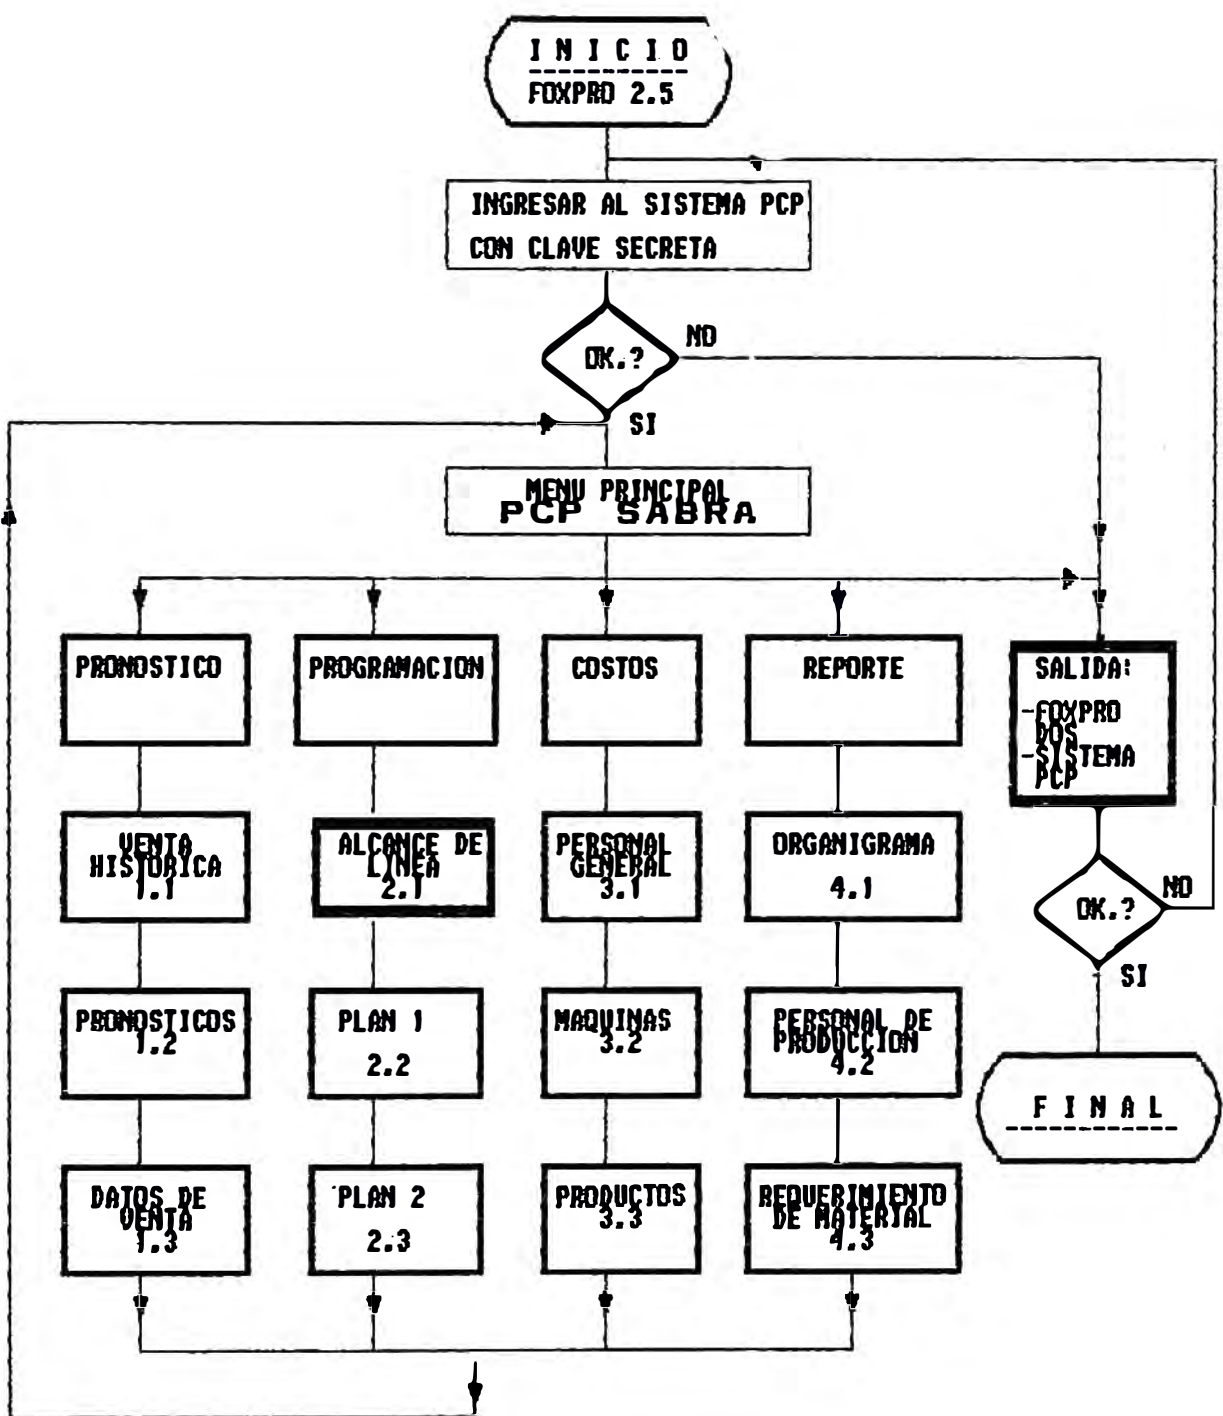 I N I C I O
FOXPRO 2.5
INGRESAR AL SISTEMA PCP
CON CLAVE SECRETA
OK.?
NO
SI
MENU PRINCIPAL
PCP SABRA
PRONOSTICO
PROGRAMACION
COSTOS
REPORTE
SALIDA:
-FOXPRO
DOS
-SISTEMA
PCP
VENTA
HISTORICA
1.1
ALCANCE DE
LINEA
2.1
PERSONAL
GENERAL
3.1
ORGANIGRAMA
4.1
OK.?
NO
SI
PRONOSTICOS
1.2
PLAN 1
2.2
MAQUINAS
3.2
PERSONAL DE
PRODUCCION
4.2
F I N A L
DATOS DE
VENTA
1.3
PLAN 2
2.3
PRODUCTOS
3.3
REQUERIMIENTO
DE MATERIAL
4.3